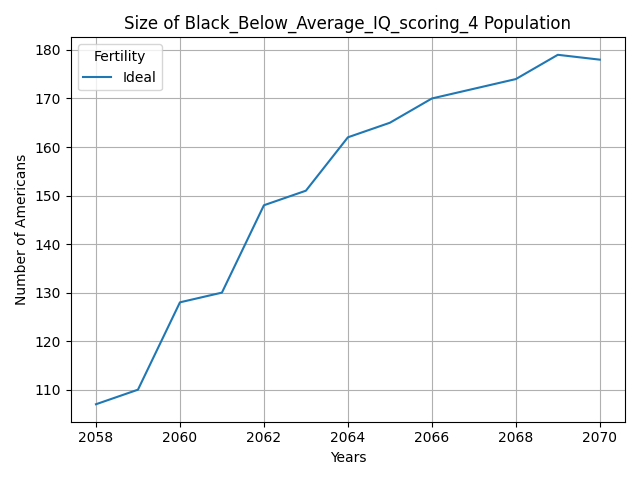 Size of Black_Below_Average_IQ_scoring_4 Population
Fertility
Ideal
Number of Americans
180
170
160
150
140
130
120
110
2058 2060 2062 2064 2066 2068 2070
Years